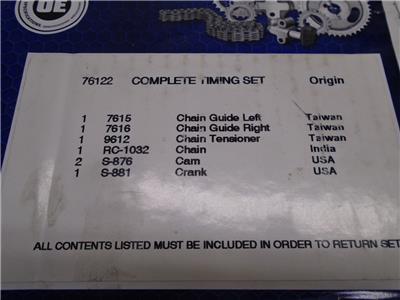 OE
76122 COMPLETE TIMING SET Origin
1 7615 Chain Guide Left Taiwan
1 7616 Chain Guide Right Taiwan
1 9612 Chain Tensioner Taiwan
1 RC-1032 Chain India
2 S-876 Cam USA
1 S-881 Crank USA
ALL CONTENTS LISTED MUST BE INCLUDED IN ORDER TO RETURN SET